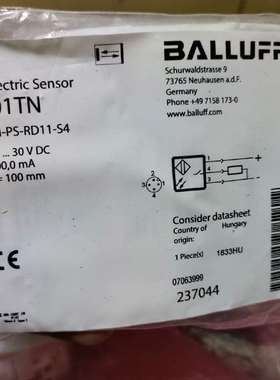 BALLUFF
Schurwaldstrasse 9
73765 Neuhausen a.d.F.
Germany
Phone +49 7158 173-0
www.balluff.com
ectric Sensor
01TN
-PS-RD11-S4
... 30 V DC
00,0 mA
= 100 mm
Consider datasheet
Country of Hungary
origin:
1 Piece(s) 1833HU
07063999
237044